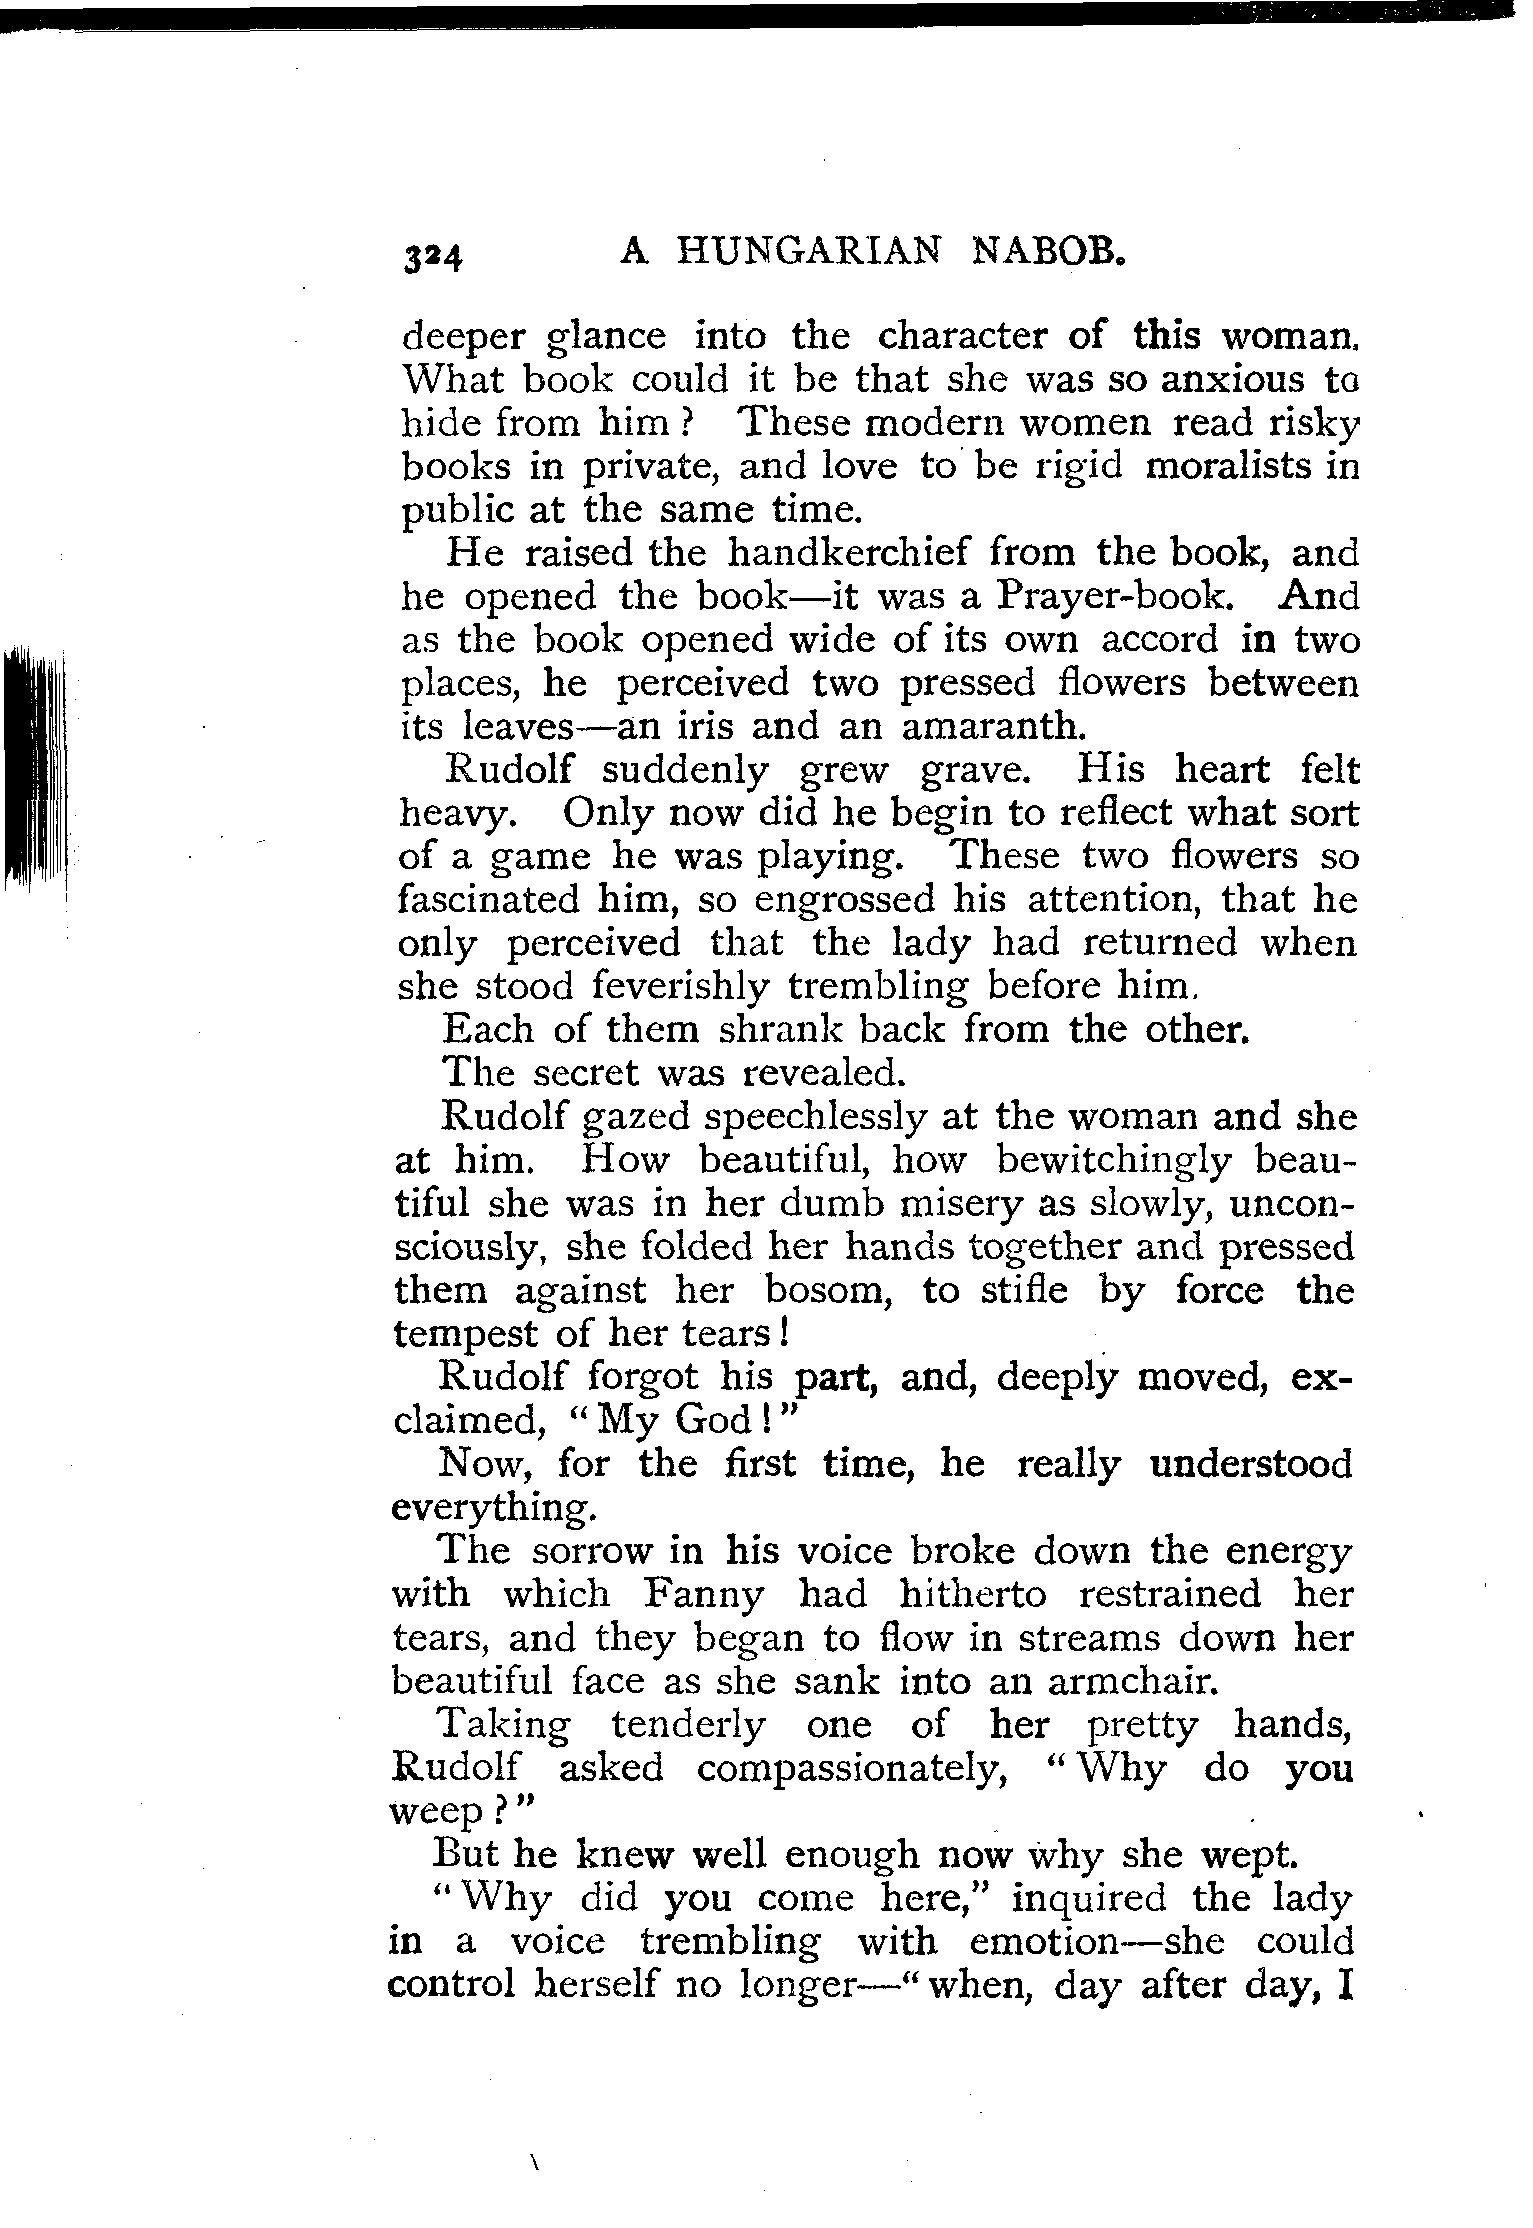 324 A HUNGARIAN NABOB.
deeper glance into the character of this woman.
What book could it be that she was so anxious to
hide from him? These modern women read risky
books in private, and love to be rigid moralists in
public at the same time.
He raised the handkerchief from the book, and
he opened the book—it was a Prayer-book. And
as the book opened wide of its own accord in two
places, he perceived two pressed flowers between
its leaves—an iris and an amaranth.
Rudolf suddenly grew grave. His heart felt
heavy. Only now did he begin to reflect what sort
of a game he was playing. These two flowers so
fascinated him, so engrossed his attention, that he
only perceived that the lady had returned when
she stood feverishly trembling before him.
Each of them shrank back from the other.
The secret was revealed.
Rudolf gazed speechlessly at the woman and she
at him. How beautiful, how bewitchingly beau-
tiful she was in her dumb misery as slowly, uncon-
sciously, she folded her hands together and pressed
them against her bosom, to stifle by force the
tempest of her tears!
Rudolf forgot his part, and, deeply moved, ex-
claimed, "My God!"
Now, for the first time, he really understood
everything.
The sorrow in his voice broke down the energy
with which Fanny had hitherto restrained her
tears, and they began to flow in streams down her
beautiful face as she sank into an armchair.
Taking tenderly one of her pretty hands,
Rudolf asked compassionately, "Why do you
weep?"
But he knew well enough now why she wept.
"Why did you come here," inquired the lady
in a voice trembling with emotion—she could
control herself no longer—"when, day after day, I